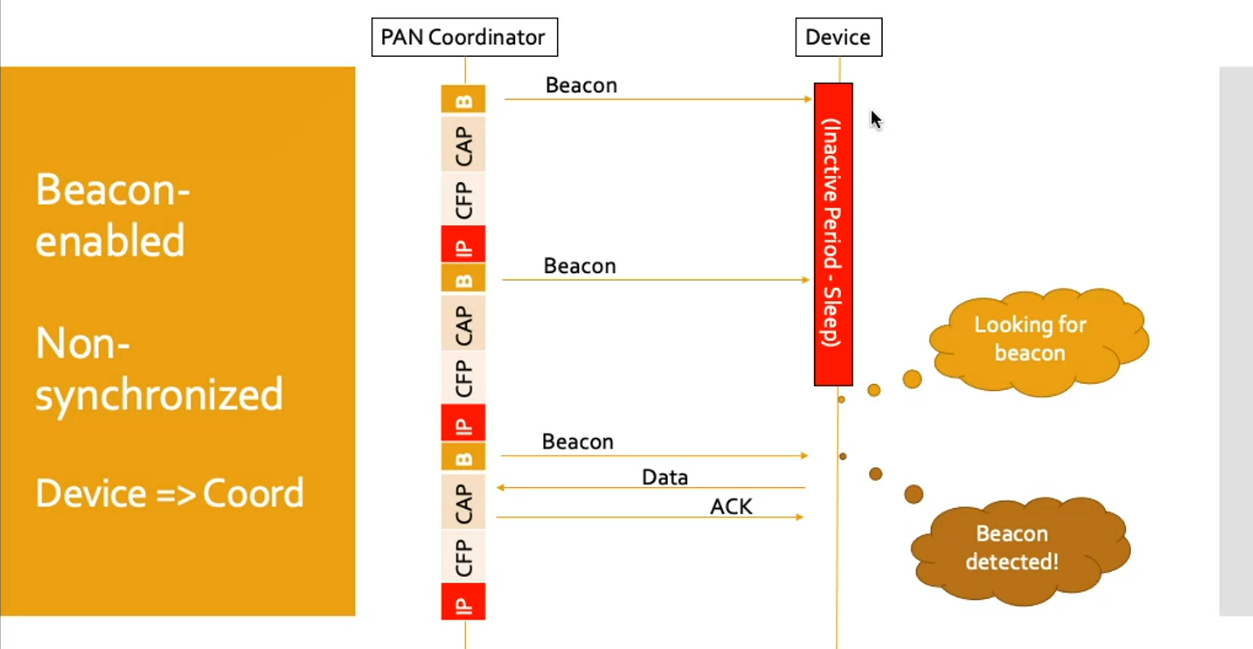 Beacon-
enabled
Non-
synchronized
Device => Coord
PAN Coordinator
Device
B
CAP
CFP
IP
B
CAP
CFP
IP
B
CAP
CFP
IP
Beacon
Beacon
Beacon
Data
ACK
(Inactive Period - Sleep)
Looking for
beacon
Beacon
detected!